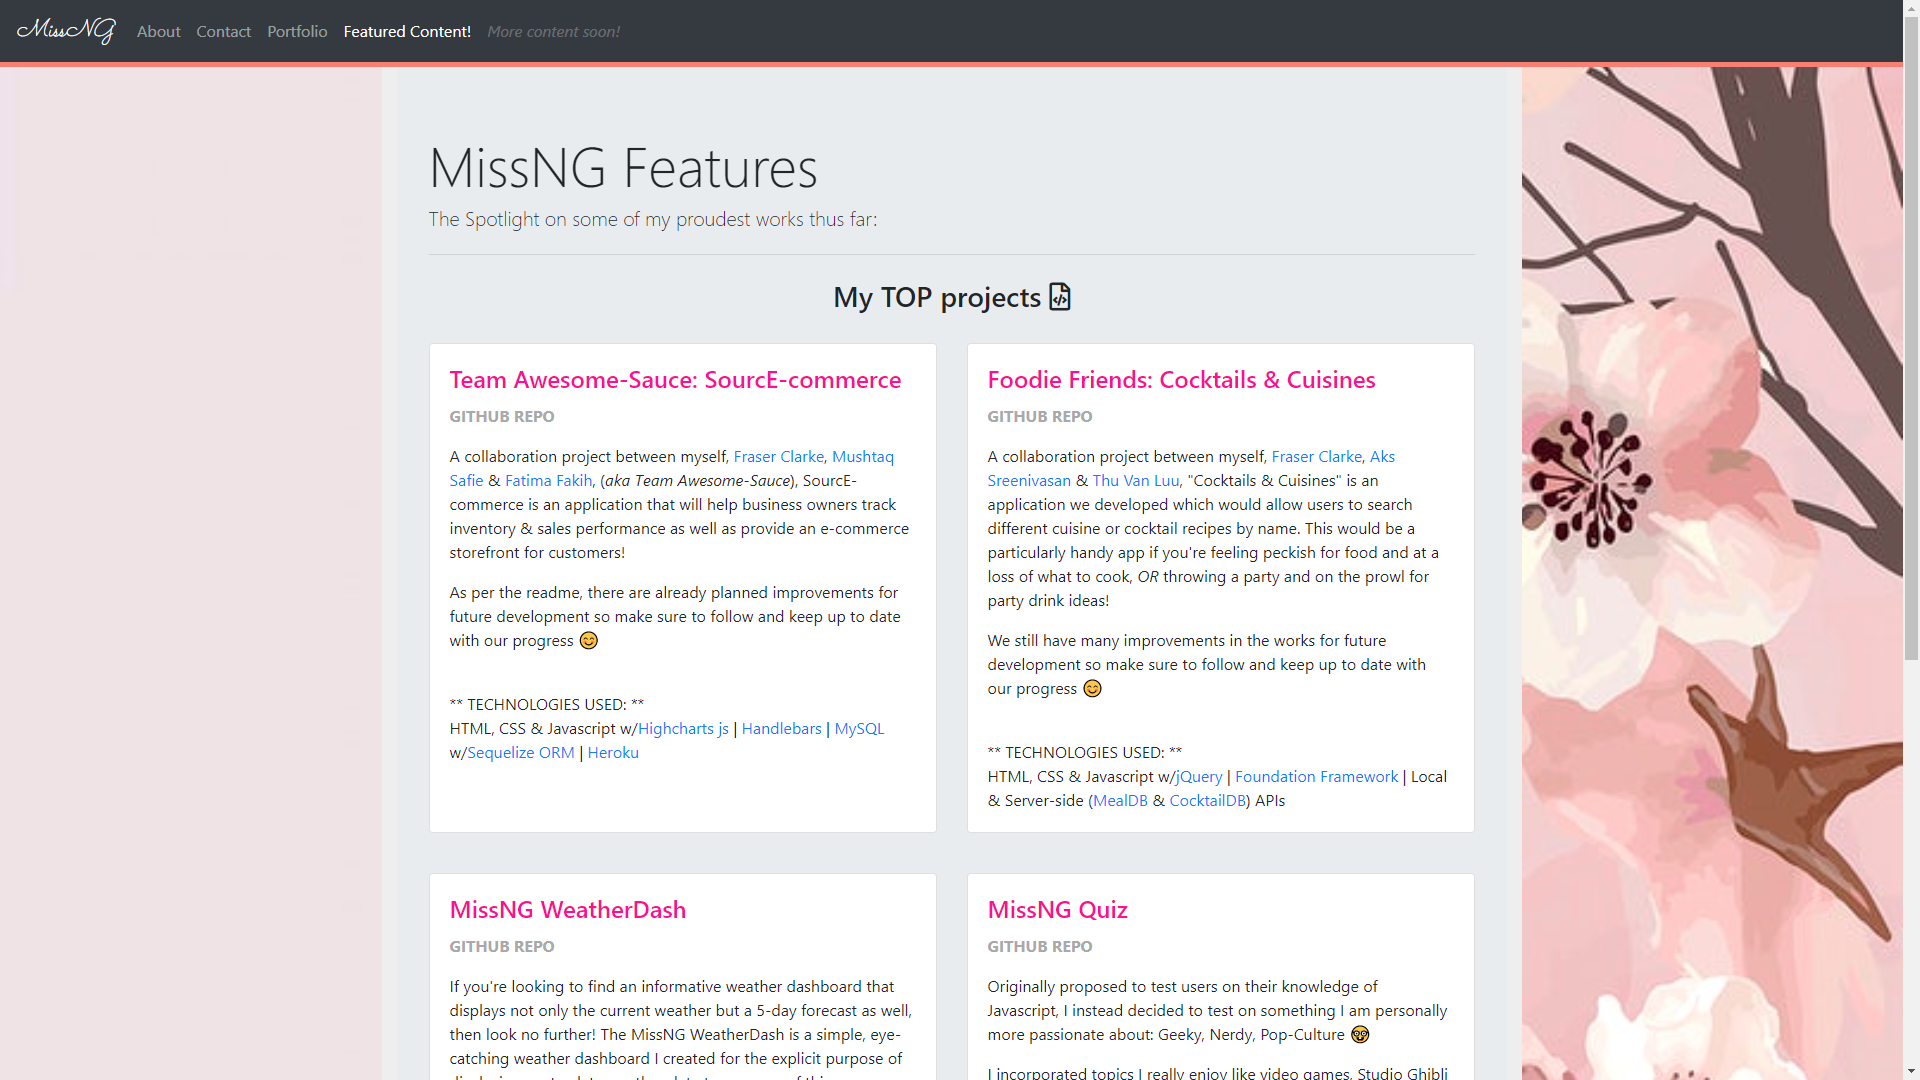 MissNG About Contact Portfolio Featured Content! More content soon!
MissNG Features
The Spotlight on some of my proudest works thus far:
My TOP projects
Team Awesome-Sauce: SourcE-commerce
GITHUB REPO
A collaboration project between myself, Fraser Clarke, Mushtaq
Safie & Fatima Fakih, (aka Team Awesome-Sauce), SourcE-
commerce is an application that will help business owners track
inventory & sales performance as well as provide an e-commerce
storefront for customers!
As per the readme, there are already planned improvements for
future development so make sure to follow and keep up to date
with our progress 😊
** TECHNOLOGIES USED: **
HTML, CSS & Javascript w/Highcharts js | Handlebars | MySQL
w/Sequelize ORM | Heroku
Foodie Friends: Cocktails & Cuisines
GITHUB REPO
A collaboration project between myself, Fraser Clarke, Aks
Sreenivasan & Thu Van Luu, "Cocktails & Cuisines" is an
application we developed which would allow users to search
different cuisine or cocktail recipes by name. This would be a
particularly handy app if you're feeling peckish for food and at a
loss of what to cook, OR throwing a party and on the prowl for
party drink ideas!
We still have many improvements in the works for future
development so make sure to follow and keep up to date with
our progress 😊
** TECHNOLOGIES USED: **
HTML, CSS & Javascript w/jQuery | Foundation Framework | Local
& Server-side (MealDB & CocktailDB) APIs
MissNG WeatherDash
GITHUB REPO
If you're looking to find an informative weather dashboard that
displays not only the current weather but a 5-day forecast as well,
then look no further! The MissNG WeatherDash is a simple, eye-
catching weather dashboard I created for the explicit purpose of
MissNG Quiz
GITHUB REPO
Originally proposed to test users on their knowledge of
Javascript, I instead decided to test on something I am personally
more passionate about: Geeky, Nerdy, Pop-Culture 🤓
I incorporated topics I really enjoy like video games, Studio Ghibli